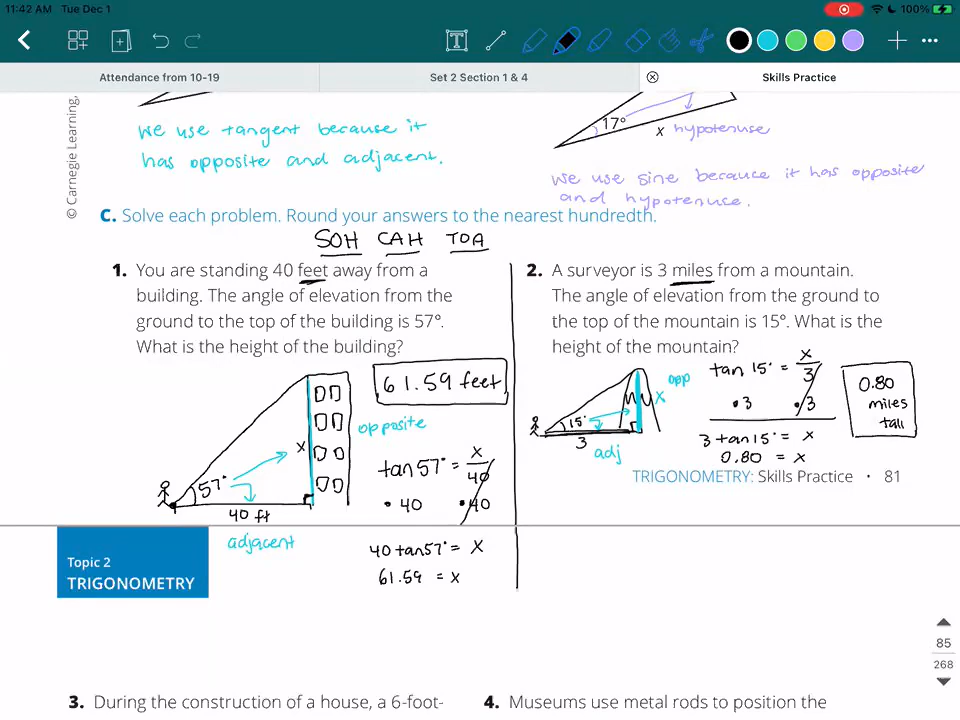 11:42 AM Tue Dec 1
100%
Attendance from 10-19
Set 2 Section 1 & 4
Skills Practice
© Carnegie Learning,
We use tangent because it
has opposite and adjacent.
17°
x hypotenuse
We use sine because it has opposite
and hypotenuse.
C. Solve each problem. Round your answers to the nearest hundredth.
SOH CAH TOA
1. You are standing 40 feet away from a
building. The angle of elevation from the
ground to the top of the building is 57°.
What is the height of the building?
61.59 feet
opposite
x
57°
40 ft
adjacent
tan 57° = x/40
• 40 • 40
40 tan 57° = x
61.59 = x
2. A surveyor is 3 miles from a mountain.
The angle of elevation from the ground to
the top of the mountain is 15°. What is the
height of the mountain?
opp
x
15°
3
adj
tan 15° = x/3
• 3 • 3
3 tan 15° = x
0.80 = x
0.80
miles
tall
TRIGONOMETRY: Skills Practice • 81
Topic 2
TRIGONOMETRY
85
268
3. During the construction of a house, a 6-foot-
4. Museums use metal rods to position the